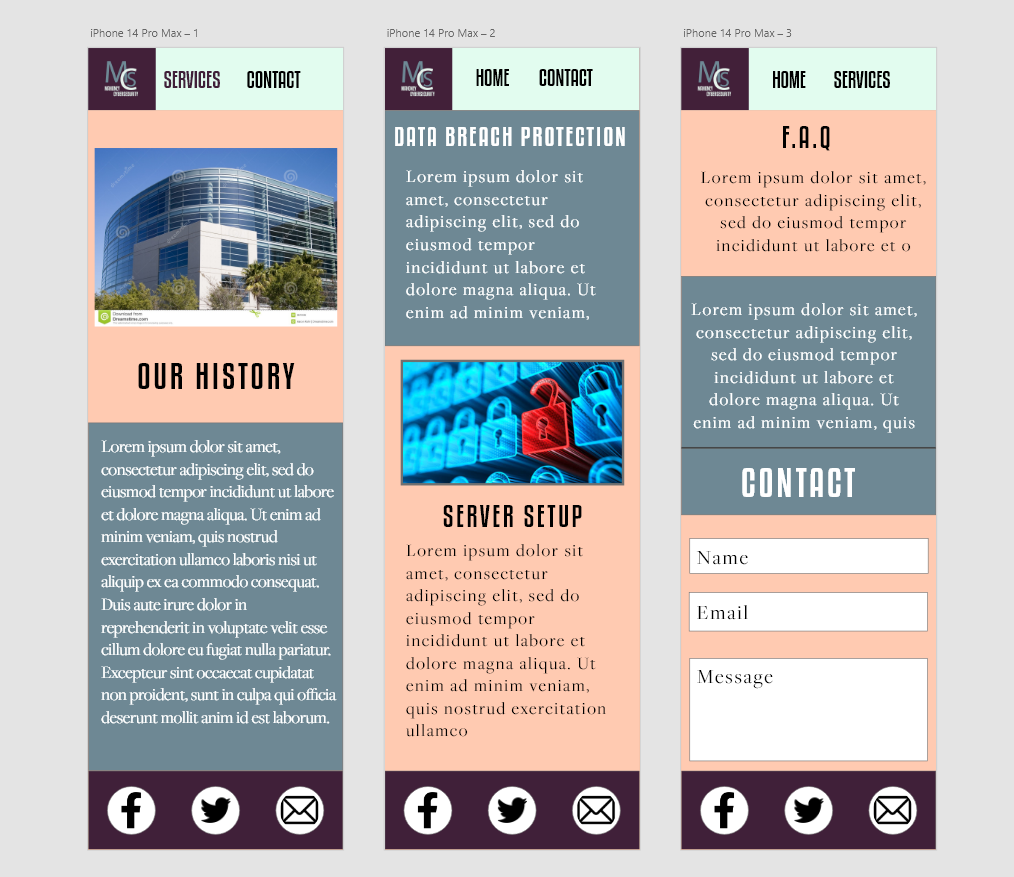 iPhone 14 Pro Max – 1
MCS
MAHONEY
CYBERSECURITY
SERVICES
CONTACT
Download from
Dreamstime.com
OUR HISTORY
Lorem ipsum dolor sit amet,
consectetur adipiscing elit, sed do
eiusmod tempor incididunt ut labore
et dolore magna aliqua. Ut enim ad
minim veniam, quis nostrud
exercitation ullamco laboris nisi ut
aliquip ex ea commodo consequat.
Duis aute irure dolor in
reprehenderit in voluptate velit esse
cillum dolore eu fugiat nulla pariatur.
Excepteur sint occaecat cupidatat
non proident, sunt in culpa qui officia
deserunt mollit anim id est laborum.
iPhone 14 Pro Max – 2
MCS
MAHONEY
CYBERSECURITY
HOME
CONTACT
DATA BREACH PROTECTION
Lorem ipsum dolor sit
amet, consectetur
adipiscing elit, sed do
eiusmod tempor
incididunt ut labore et
dolore magna aliqua. Ut
enim ad minim veniam,
SERVER SETUP
Lorem ipsum dolor sit
amet, consectetur
adipiscing elit, sed do
eiusmod tempor
incididunt ut labore et
dolore magna aliqua. Ut
enim ad minim veniam,
quis nostrud exercitation
ullamco
iPhone 14 Pro Max – 3
MCS
MAHONEY
CYBERSECURITY
HOME
SERVICES
F.A.Q
Lorem ipsum dolor sit amet,
consectetur adipiscing elit,
sed do eiusmod tempor
incididunt ut labore et o
Lorem ipsum dolor sit amet,
consectetur adipiscing elit,
sed do eiusmod tempor
incididunt ut labore et
dolore magna aliqua. Ut
enim ad minim veniam, quis
CONTACT
Name
Email
Message